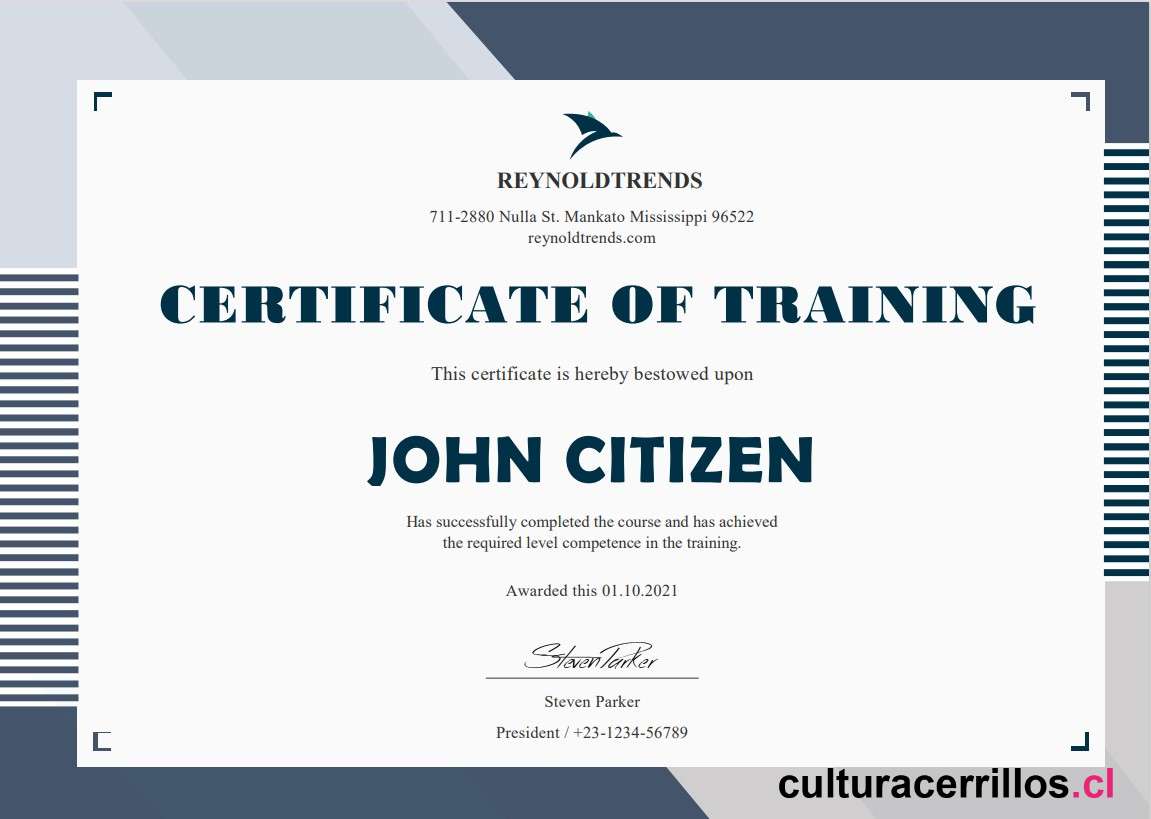 REYNOLDTRENDS
711-2880 Nulla St. Mankato Mississippi 96522
reynoldtrends.com
CERTIFICATE OF TRAINING
This certificate is hereby bestowed upon
JOHN CITIZEN
Has successfully completed the course and has achieved
the required level competence in the training.
Awarded this 01.10.2021
Steven Parker
Steven Parker
President / +23-1234-56789
culturacerrillos.cl